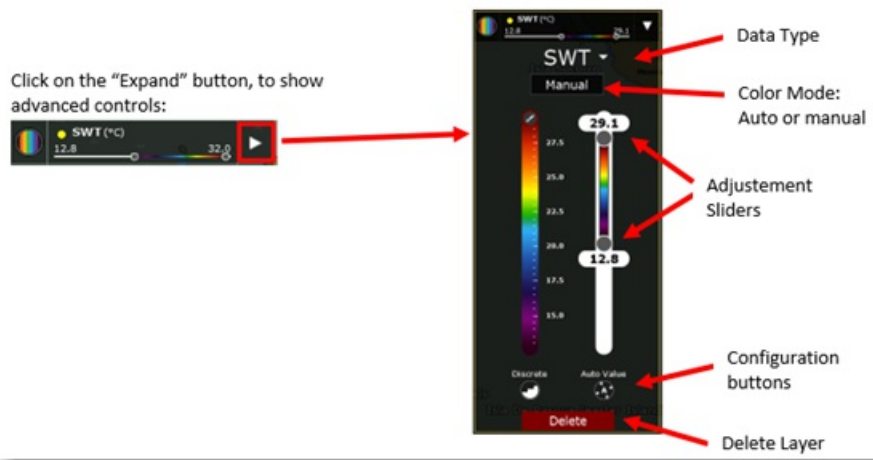 Click on the “Expand” button, to show
advanced controls:
SWT (°C)
12.8 32.0
SWT (°C)
12.8 29.1
SWT
Manual
29.1
27.5
25.0
22.5
20.0
12.8
17.5
15.0
Discrete Auto Value
Delete
Data Type
Color Mode:
Auto or manual
Adjustement
Sliders
Configuration
buttons
Delete Layer